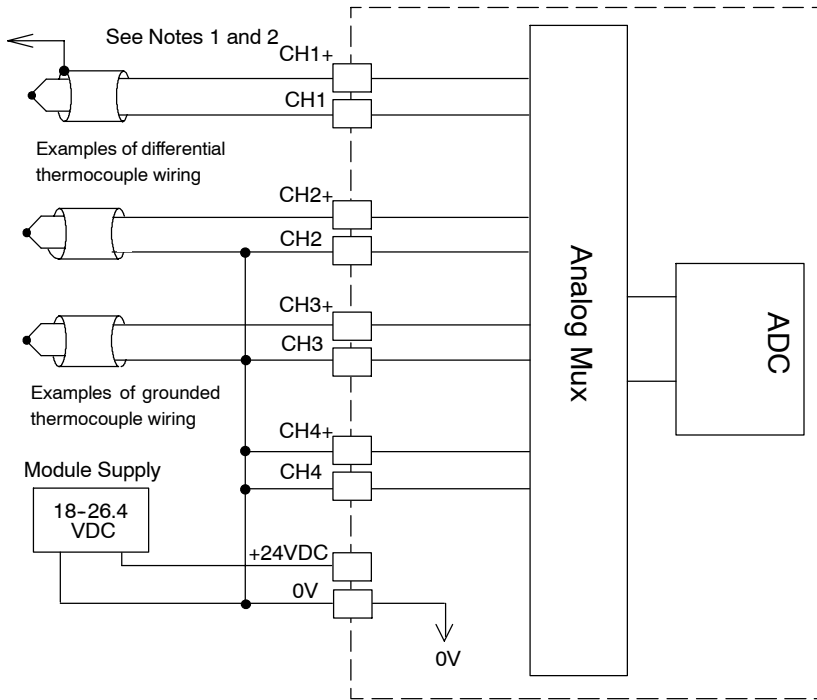 See Notes 1 and 2
CH1+
CH1
Examples of differential
thermocouple wiring
CH2+
CH2
CH3+
CH3
Examples of grounded
thermocouple wiring
CH4+
CH4
Module Supply
18-26.4
VDC
+24VDC
0V
0V
Analog Mux
ADC